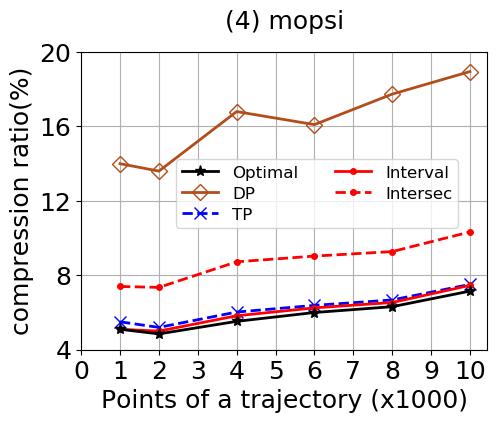 (4) mopsi
compression ratio(%)
20
16
12
8
4
Optimal
DP
TP
Interval
Intersec
0 1 2 3 4 5 6 7 8 9 10
Points of a trajectory (x1000)